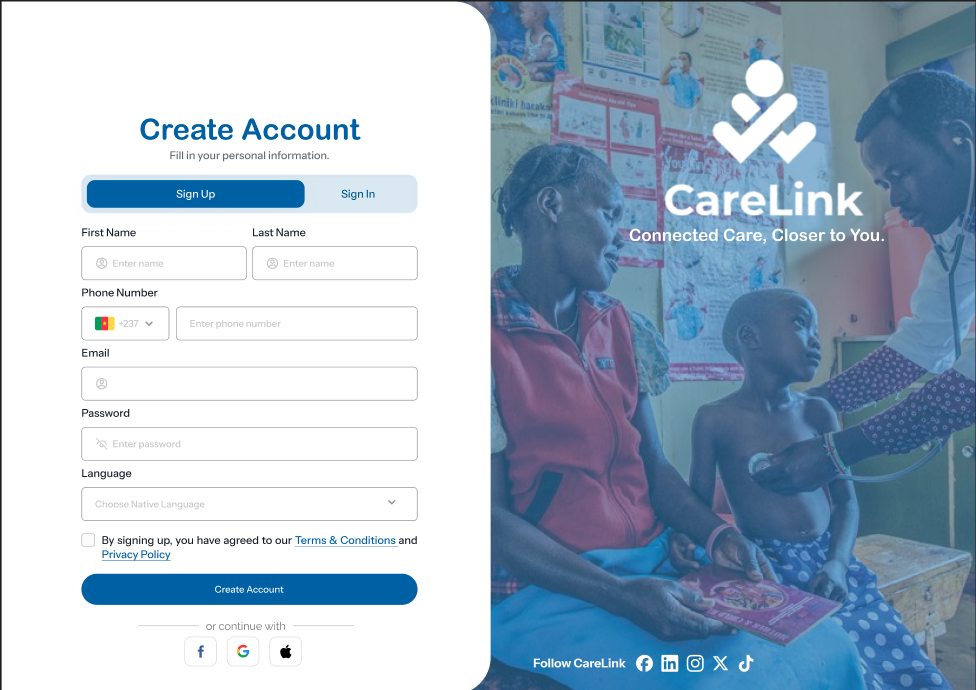 Create Account
Fill in your personal information.
Sign Up
Sign In
First Name
Last Name
Enter name
Enter name
Phone Number
+237
Enter phone number
Email
Password
Enter password
Language
Choose Native Language
By signing up, you have agreed to our Terms & Conditions and
Privacy Policy
Create Account
or continue with
CareLink
Connected Care, Closer to You.
Follow CareLink